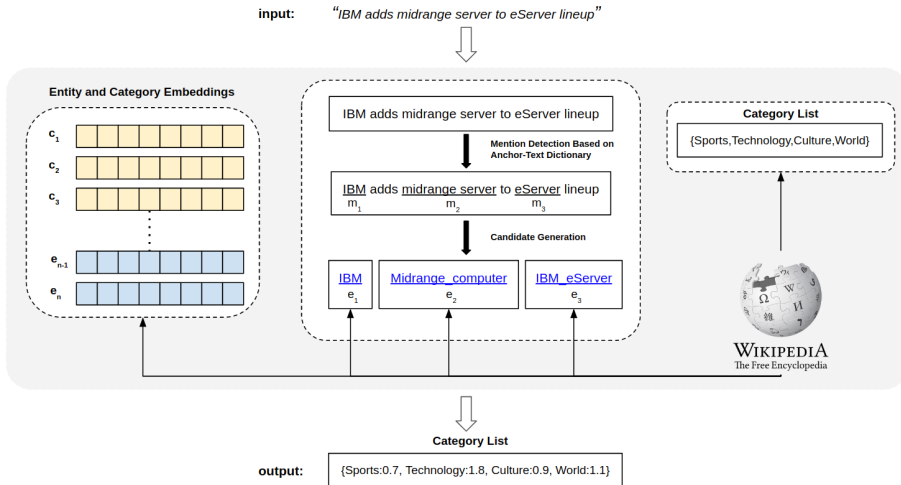 input: “IBM adds midrange server to eServer lineup”
Entity and Category Embeddings
c1
c2
c3
en-1
en
IBM adds midrange server to eServer lineup
Mention Detection Based on
Anchor-Text Dictionary
IBM adds midrange server to eServer lineup
m1 m2 m3
Candidate Generation
IBM Midrange_computer IBM_eServer
e1 e2 e3
Category List
{Sports,Technology,Culture,World}
Ω W И 維 7
WIKIPEDIA
The Free Encyclopedia
Category List
output: {Sports:0.7, Technology:1.8, Culture:0.9, World:1.1}